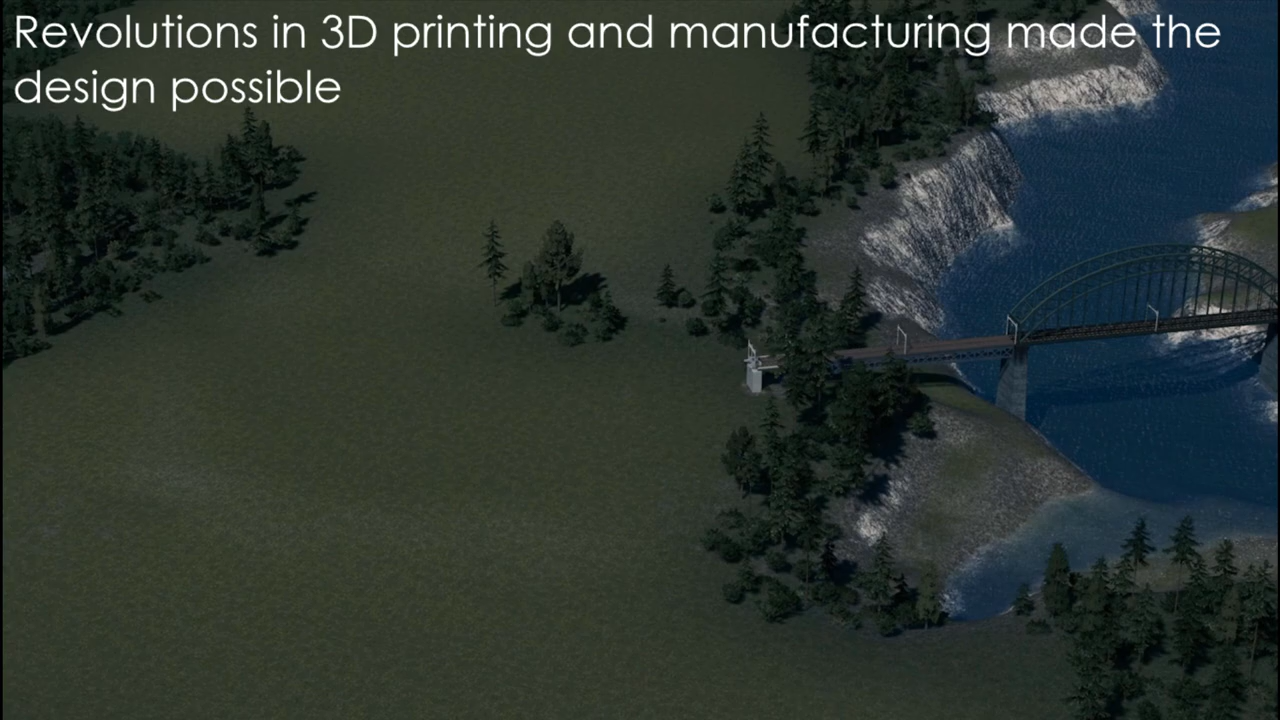 Revolutions in 3D printing and manufacturing made the
design possible